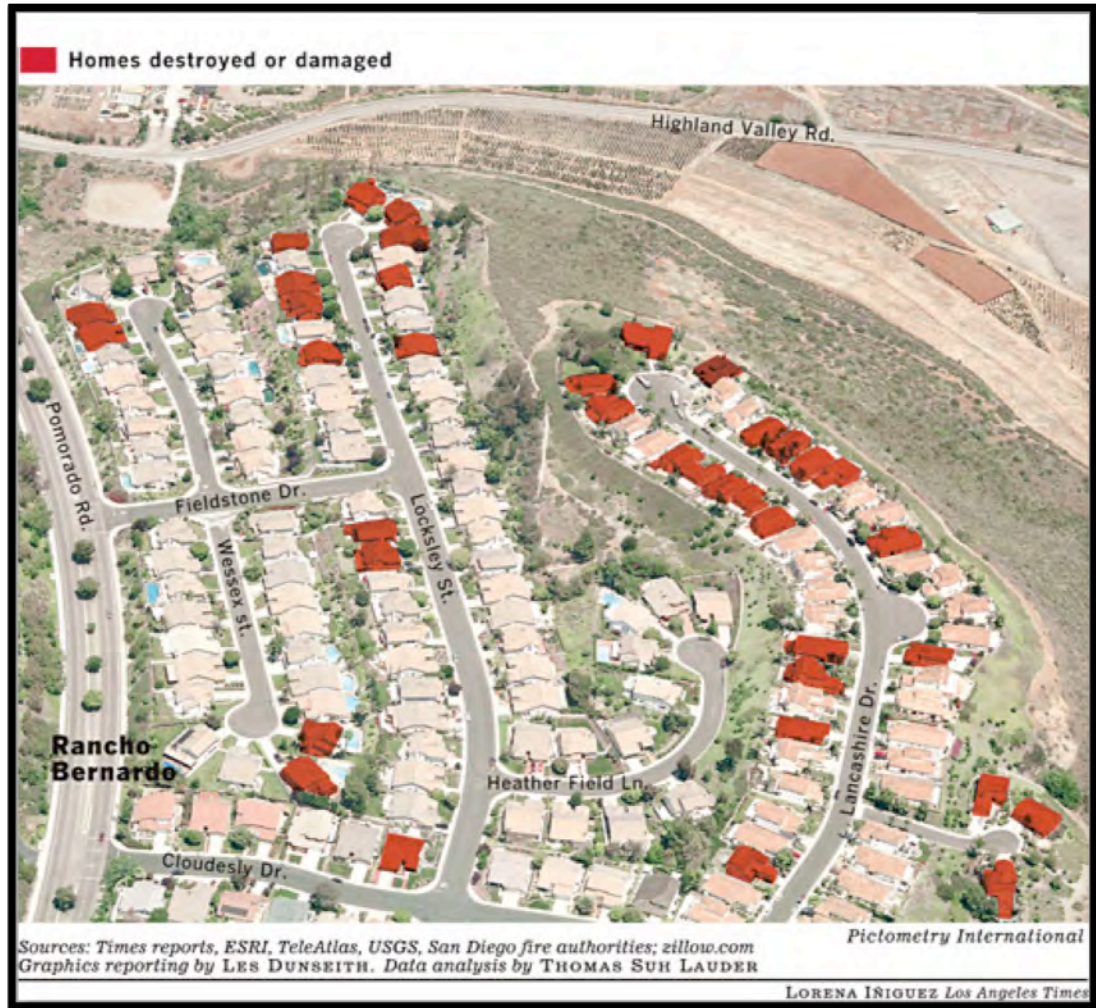 Homes destroyed or damaged
Highland Valley Rd.
Pomorado Rd.
Fieldstone Dr.
Locksley St.
Wessex st.
Lancashire Dr.
Rancho
Bernardo
Heather Field Ln.
Cloudesly Dr.
Sources: Times reports, ESRI, TeleAtlas, USGS, San Diego fire authorities; zillow.com
Pictometry International
Graphics reporting by LES DUNSEITH. Data analysis by THOMAS SUH LAUDER
LORENA IÑIGUEZ Los Angeles Times